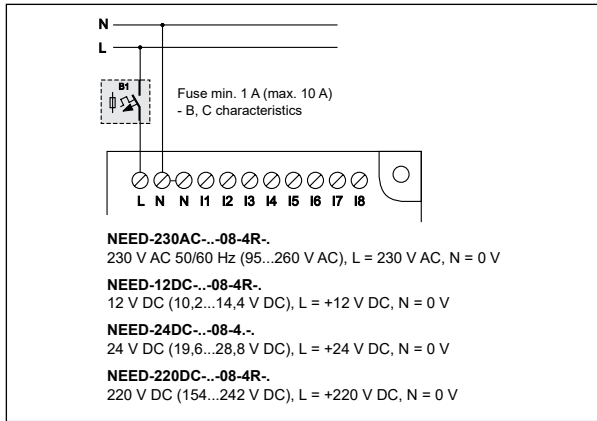 N
L
B1
Fuse min. 1 A (max. 10 A)
- B, C characteristics
L N N I1 I2 I3 I4 I5 I6 I7 I8
NEED-230AC-..-08-4R-.
230 V AC 50/60 Hz (95...260 V AC), L = 230 V AC, N = 0 V
NEED-12DC-..-08-4R-.
12 V DC (10,2...14,4 V DC), L = +12 V DC, N = 0 V
NEED-24DC-..-08-4.-.
24 V DC (19,6...28,8 V DC), L = +24 V DC, N = 0 V
NEED-220DC-..-08-4R-.
220 V DC (154...242 V DC), L = +220 V DC, N = 0 V